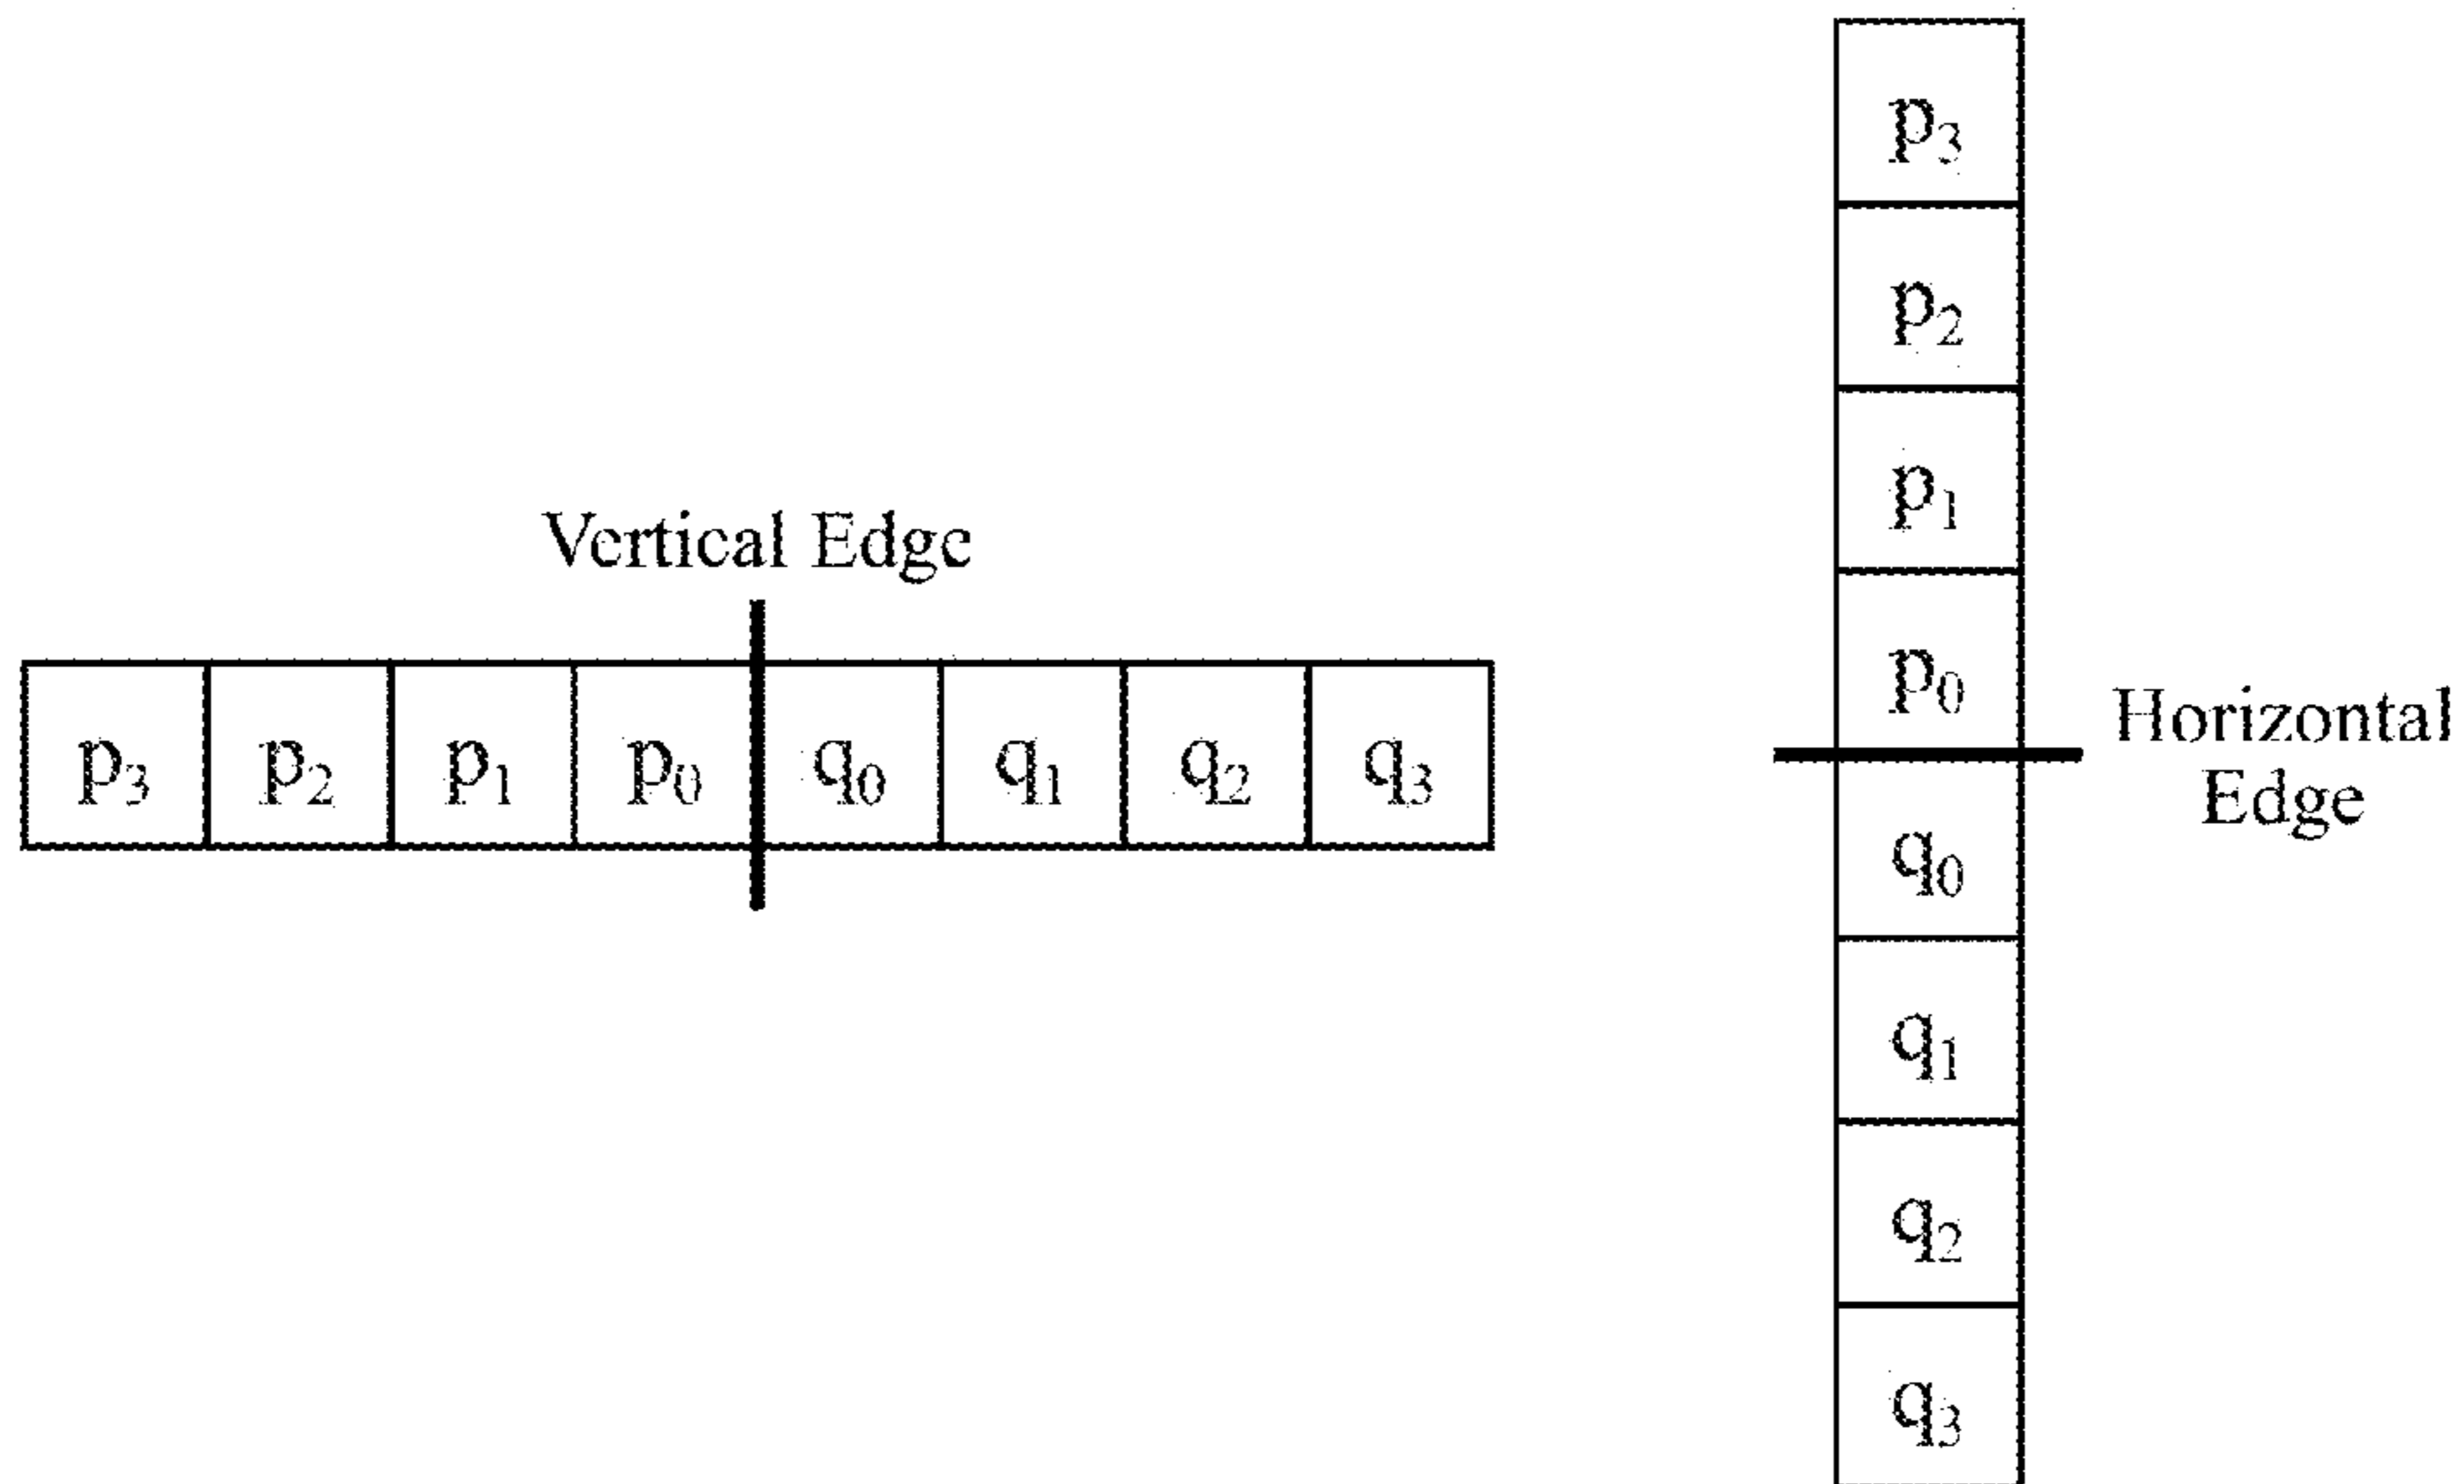 Vertical Edge
p₃ p₂ p₁ p₀ q₀ q₁ q₂ q₃
p₃
p₂
p₁
p₀
Horizontal
Edge
q₀
q₁
q₂
q₃